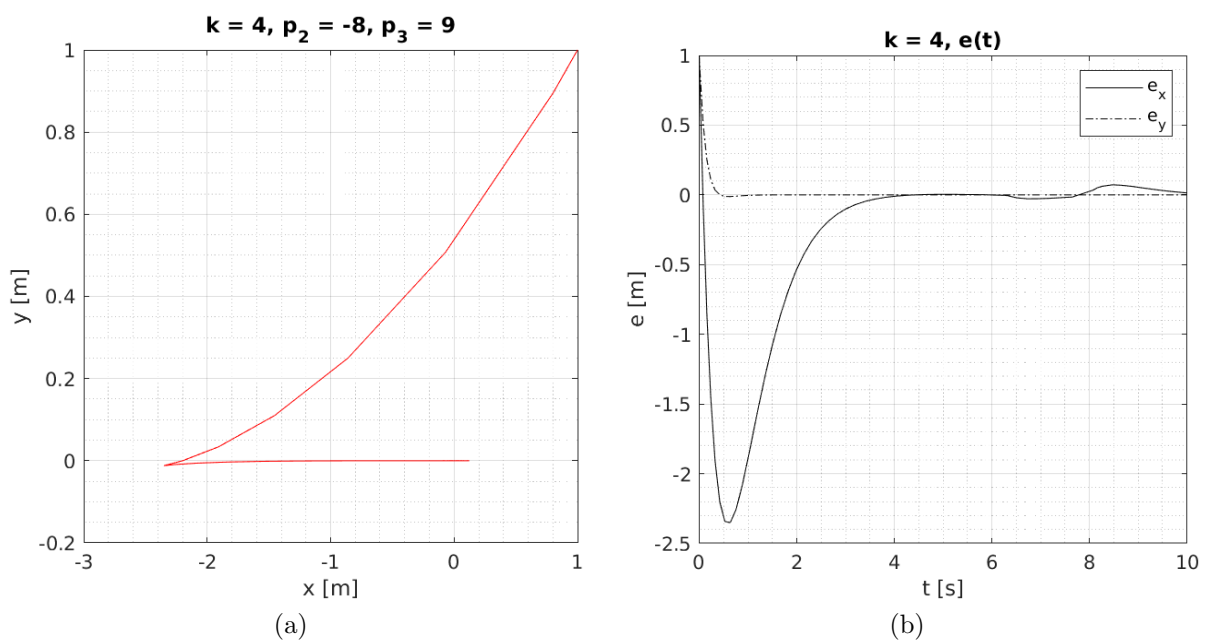 k = 4, p2 = -8, p3 = 9
1
0.8
0.6
0.4
0.2
0
-0.2
y [m]
-3
-2
-1
0
1
x [m]
(a)
k = 4, e(t)
1
0.5
0
-0.5
-1
-1.5
-2
-2.5
e [m]
ex
ey
0
2
4
6
8
10
t [s]
(b)